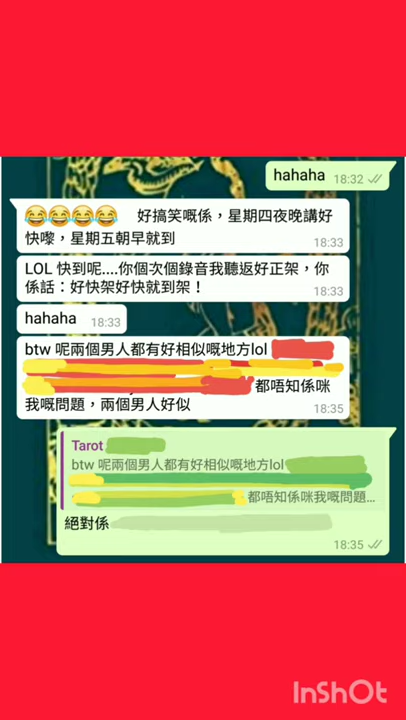 hahaha 18:32
😂😂😂😂 好搞笑嘅係，星期四夜晚講好
快嚟，星期五朝早就到
18:33
LOL 快到呢....你個次個錄音我聽返好正架，你
係話：好快架好快就到架！ 18:33
hahaha 18:33
btw 呢兩個男人都有好相似嘅地方lol
都唔知係咪
我嘅問題，兩個男人好似 18:35
Tarot
btw 呢兩個男人都有好相似嘅地方lol
都唔知係咪我嘅問題...
絕對係
18:35
InShOt